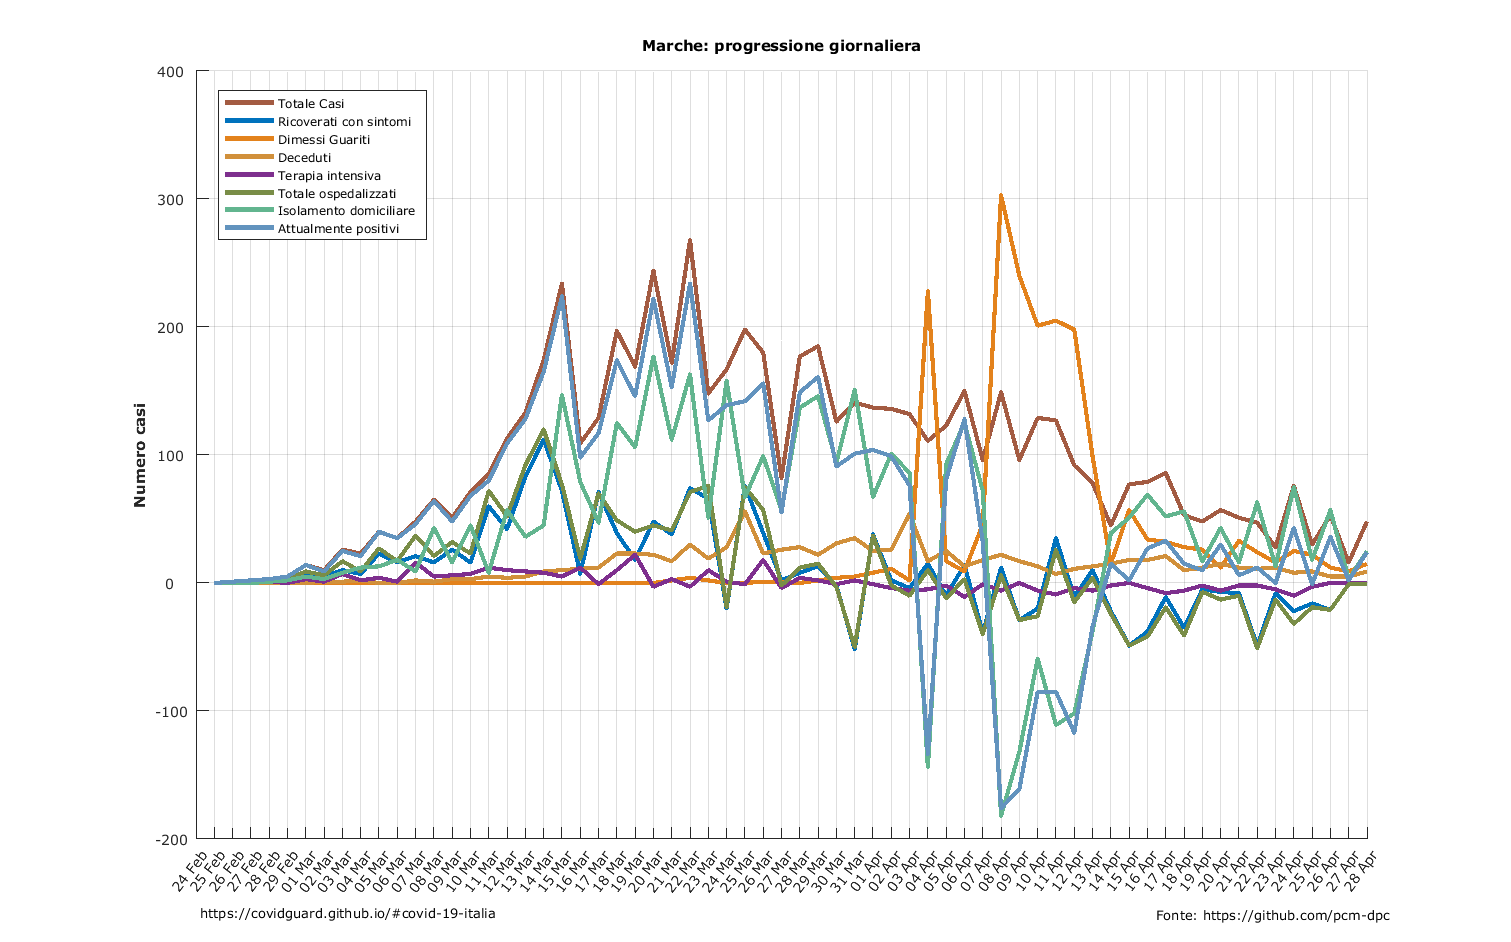 Marche: progressione giornaliera
400
300
200
100
0
-100
-200
Numero casi
Totale Casi
Ricoverati con sintomi
Dimessi Guariti
Deceduti
Terapia intensiva
Totale ospedalizzati
Isolamento domiciliare
Attualmente positivi
24 Feb
25 Feb
26 Feb
27 Feb
28 Feb
29 Feb
01 Mar
02 Mar
03 Mar
04 Mar
05 Mar
06 Mar
07 Mar
08 Mar
09 Mar
10 Mar
11 Mar
12 Mar
13 Mar
14 Mar
15 Mar
16 Mar
17 Mar
18 Mar
19 Mar
20 Mar
21 Mar
22 Mar
23 Mar
24 Mar
25 Mar
26 Mar
27 Mar
28 Mar
29 Mar
30 Mar
31 Mar
01 Apr
02 Apr
03 Apr
04 Apr
05 Apr
06 Apr
07 Apr
08 Apr
09 Apr
10 Apr
11 Apr
12 Apr
13 Apr
14 Apr
15 Apr
16 Apr
17 Apr
18 Apr
19 Apr
20 Apr
21 Apr
22 Apr
23 Apr
24 Apr
25 Apr
26 Apr
27 Apr
28 Apr
https://covidguard.github.io/#covid-19-italia
Fonte: https://github.com/pcm-dpc